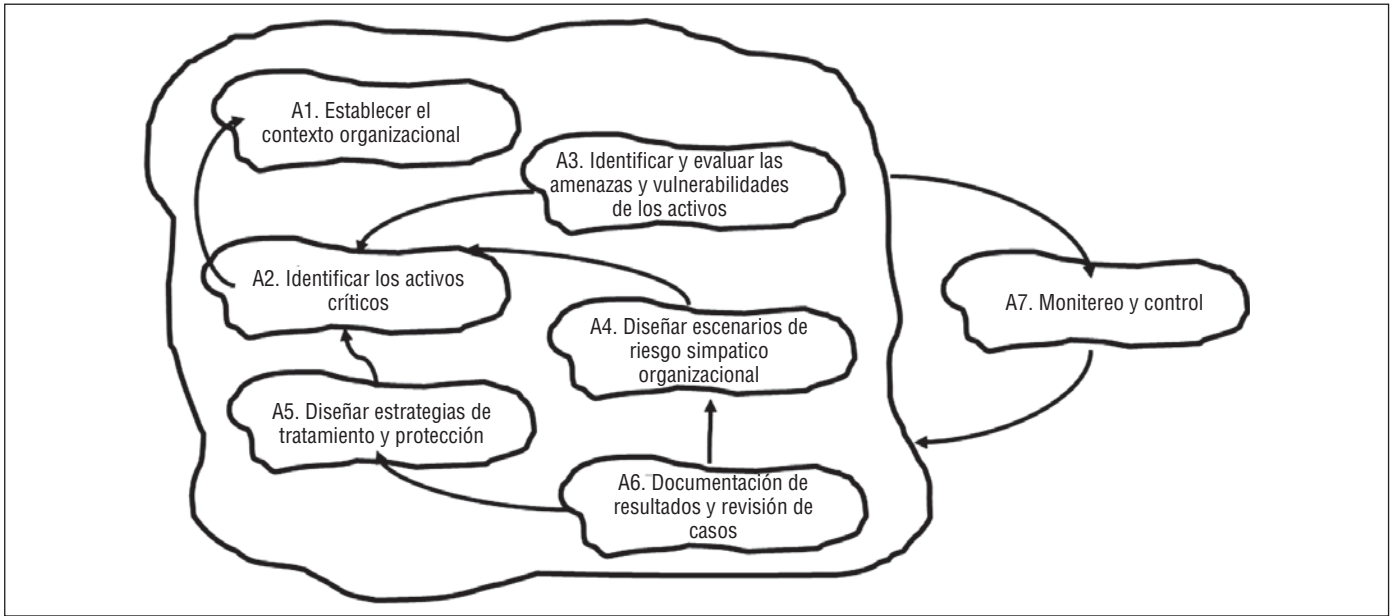 A1. Establecer el
contexto organizacional
A3. Identificar y evaluar las
amenazas y vulnerabilidades
de los activos
A2. Identificar los activos
críticos
A7. Monitereo y control
A4. Diseñar escenarios de
riesgo simpatico
organizacional
A5. Diseñar estrategias de
tratamiento y protección
A6. Documentación de
resultados y revisión de
casos